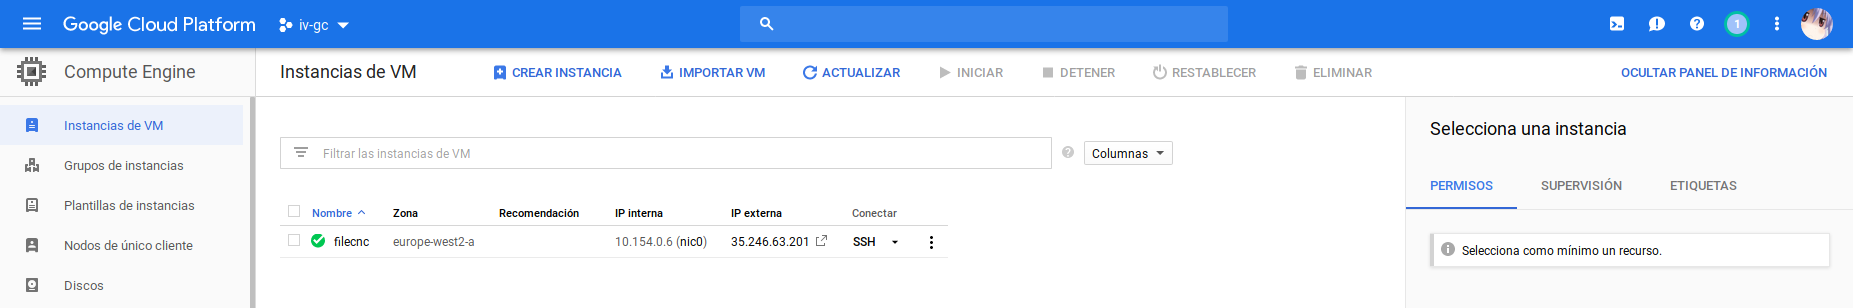 Google Cloud Platform iv-gc 1
Compute Engine
Instancias de VM CREAR INSTANCIA IMPORTAR VM ACTUALIZAR INICIAR DETENER RESTABLECER ELIMINAR OCULTAR PANEL DE INFORMACIÓN
Instancias de VM
Grupos de instancias
Plantillas de instancias
Nodos de único cliente
Discos
Filtrar las instancias de VM Columnas
Nombre Zona Recomendación IP interna IP externa Conectar
filecnc europe-west2-a 10.154.0.6 (nic0) 35.246.63.201 SSH
Selecciona una instancia
PERMISOS SUPERVISIÓN ETIQUETAS
Selecciona como mínimo un recurso.